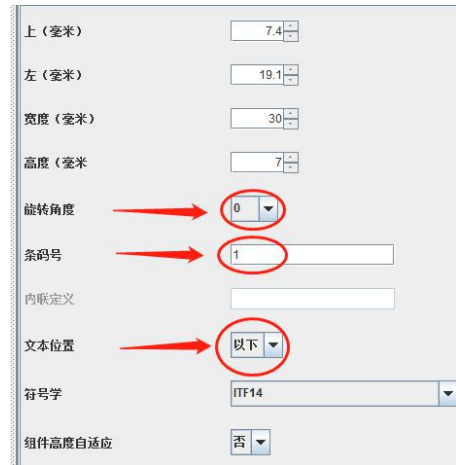 上（毫米） 7.4
左（毫米） 19.1
宽度（毫米） 30
高度（毫米 7
旋转角度 0
条码号 1
内联定义
文本位置 以下
符号学 ITF14
组件高度自适应 否